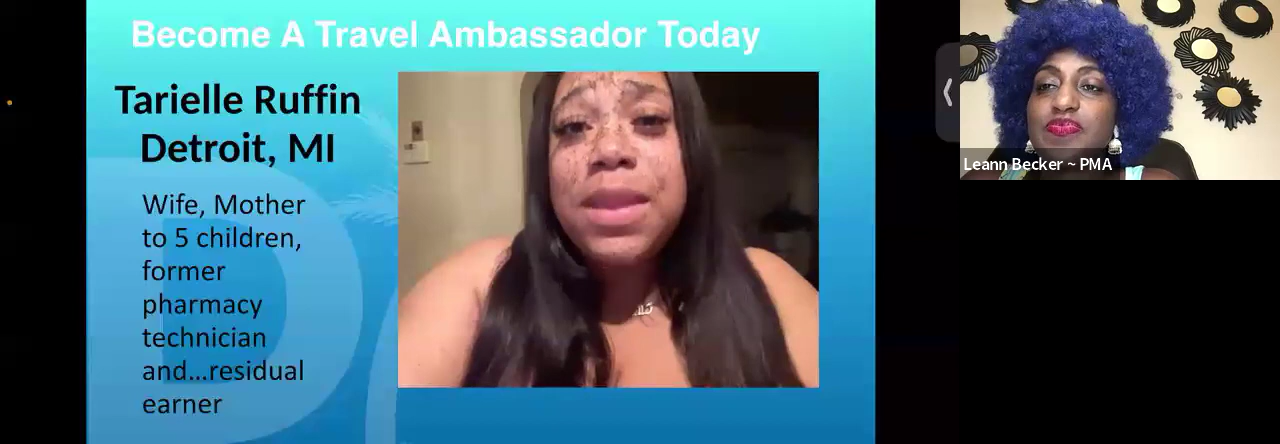 Become A Travel Ambassador Today
Tarielle Ruffin
Detroit, MI
Wife, Mother
to 5 children,
former
pharmacy
technician
and...residual
earner
Leann Becker ~ PMA